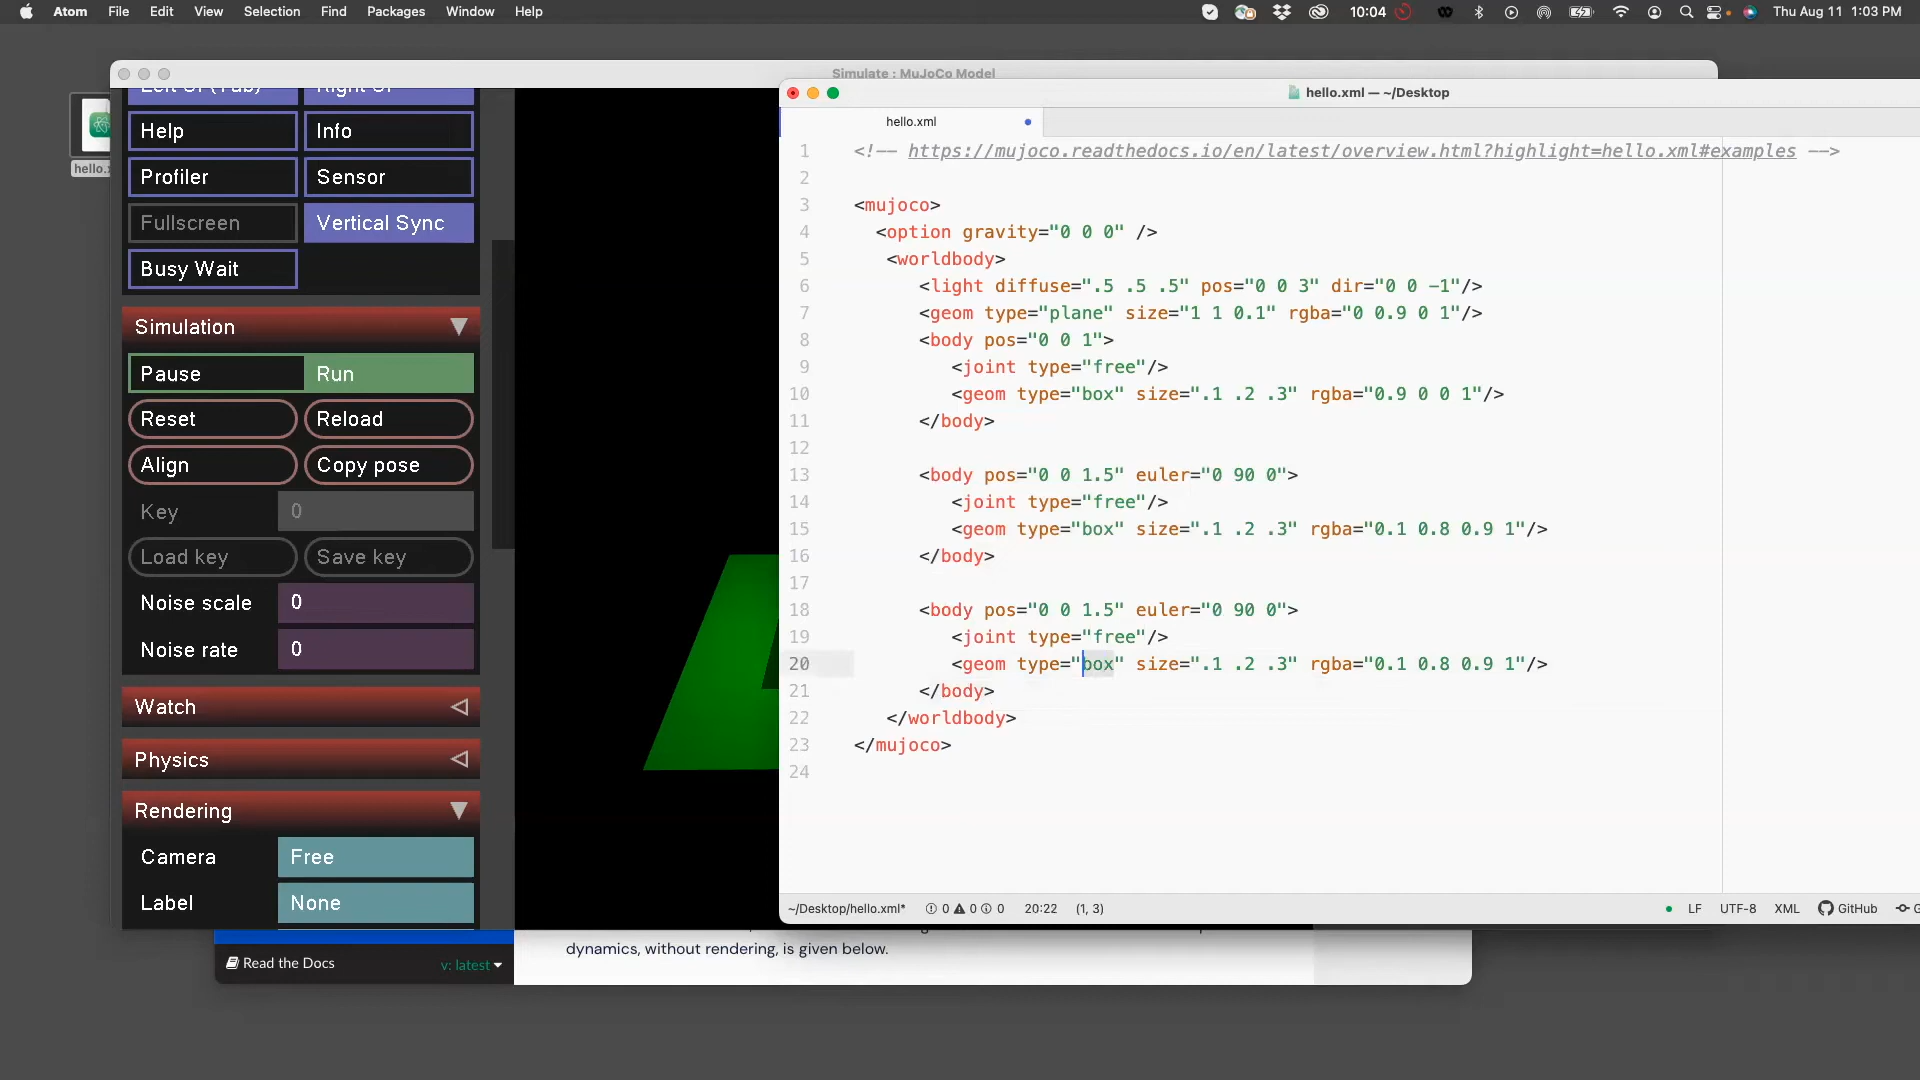 Atom File Edit View Selection Find Packages Window Help 10:04 Thu Aug 11 1:03 PM
Simulate : MuJoCo Model
hello.xml — ~/Desktop
hello.x
Help Info
Profiler Sensor
Fullscreen Vertical Sync
Busy Wait
Simulation
Pause Run
Reset Reload
Align Copy pose
Key 0
Load key Save key
Noise scale 0
Noise rate 0
Watch
Physics
Rendering
Camera Free
Label None
hello.xml
1 <!-- https://mujoco.readthedocs.io/en/latest/overview.html?highlight=hello.xml#examples -->
2
3 <mujoco>
4 <option gravity="0 0 0" />
5 <worldbody>
6 <light diffuse=".5 .5 .5" pos="0 0 3" dir="0 0 -1"/>
7 <geom type="plane" size="1 1 0.1" rgba="0 0.9 0 1"/>
8 <body pos="0 0 1">
9 <joint type="free"/>
10 <geom type="box" size=".1 .2 .3" rgba="0.9 0 0 1"/>
11 </body>
12
13 <body pos="0 0 1.5" euler="0 90 0">
14 <joint type="free"/>
15 <geom type="box" size=".1 .2 .3" rgba="0.1 0.8 0.9 1"/>
16 </body>
17
18 <body pos="0 0 1.5" euler="0 90 0">
19 <joint type="free"/>
20 <geom type="box" size=".1 .2 .3" rgba="0.1 0.8 0.9 1"/>
21 </body>
22 </worldbody>
23 </mujoco>
24
~/Desktop/hello.xml* 0 0 0 20:22 (1, 3) LF UTF-8 XML GitHub G
dynamics, without rendering, is given below.
Read the Docs v: latest